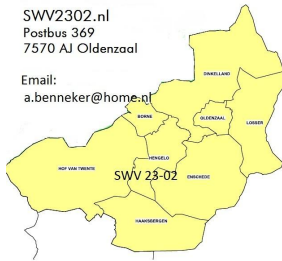 SWV2302.nl
Postbus 369
7570 AJ Oldenzaal
Email:
a.benneker@home.nl
DINKELLAND
BORNE
OLDENZAAL
LOSSER
HENGELO
HOF VAN TWENTE
SWV 23-02
ENSCHEDE
HAAKSBERGEN